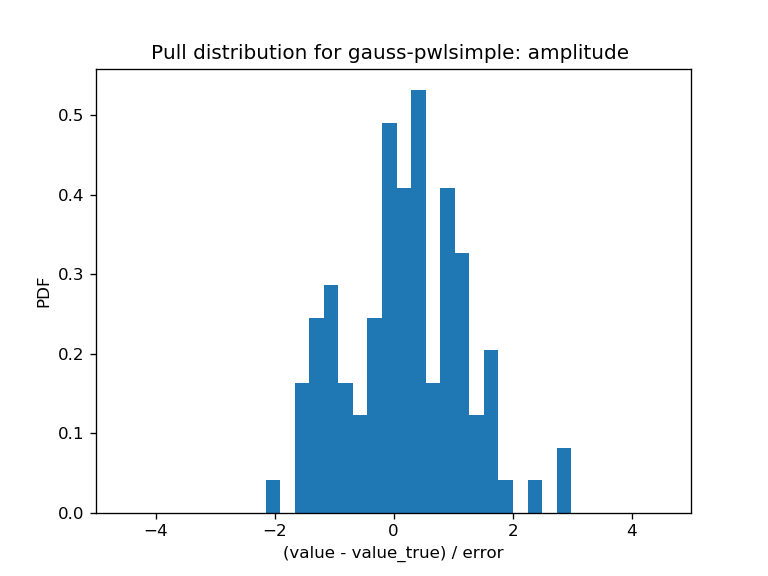 Pull distribution for gauss-pwlsimple: amplitude
PDF
0.5
0.4
0.3
0.2
0.1
0.0
−4 −2 0 2 4
(value - value_true) / error